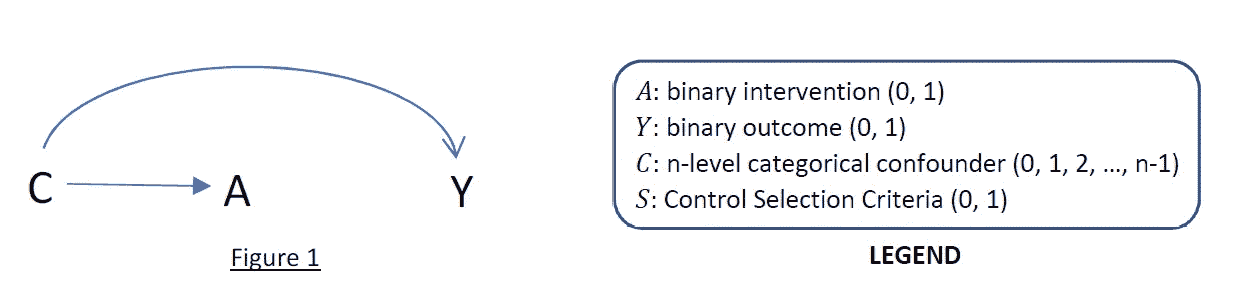 C A Y
Figure 1
A: binary intervention (0, 1)
Y: binary outcome (0, 1)
C: n-level categorical confounder (0, 1, 2, ..., n-1)
S: Control Selection Criteria (0, 1)
LEGEND